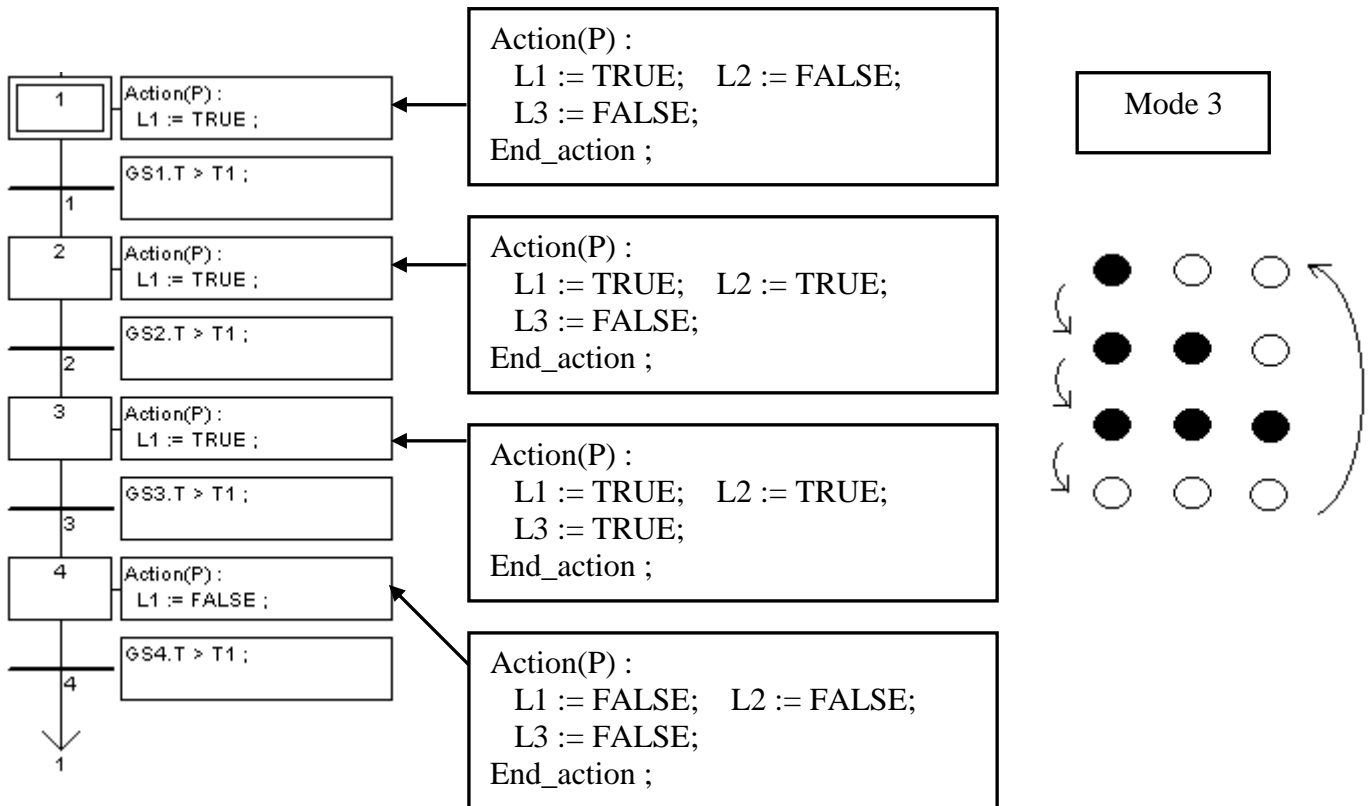 1
Action(P) :
L1 := TRUE ;
GS1.T > T1 ;
1
2
Action(P) :
L1 := TRUE ;
GS2.T > T1 ;
2
3
Action(P) :
L1 := TRUE ;
GS3.T > T1 ;
3
4
Action(P) :
L1 := FALSE ;
GS4.T > T1 ;
4
1
Action(P) :
L1 := TRUE; L2 := FALSE;
L3 := FALSE;
End_action ;
Action(P) :
L1 := TRUE; L2 := TRUE;
L3 := FALSE;
End_action ;
Action(P) :
L1 := TRUE; L2 := TRUE;
L3 := TRUE;
End_action ;
Action(P) :
L1 := FALSE; L2 := FALSE;
L3 := FALSE;
End_action ;
Mode 3